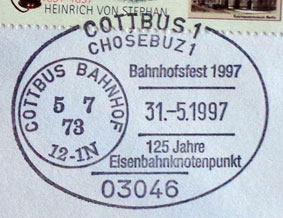 HEINRICH VON STEPHAN
COTTBUS 1
CHOSEBUZ 1
Bahnhofsfest 1997
COTTBUS BAHNHOF
5 7
73
12-1N
31.-5.1997
125 Jahre
Eisenbahnknotenpunkt
03046